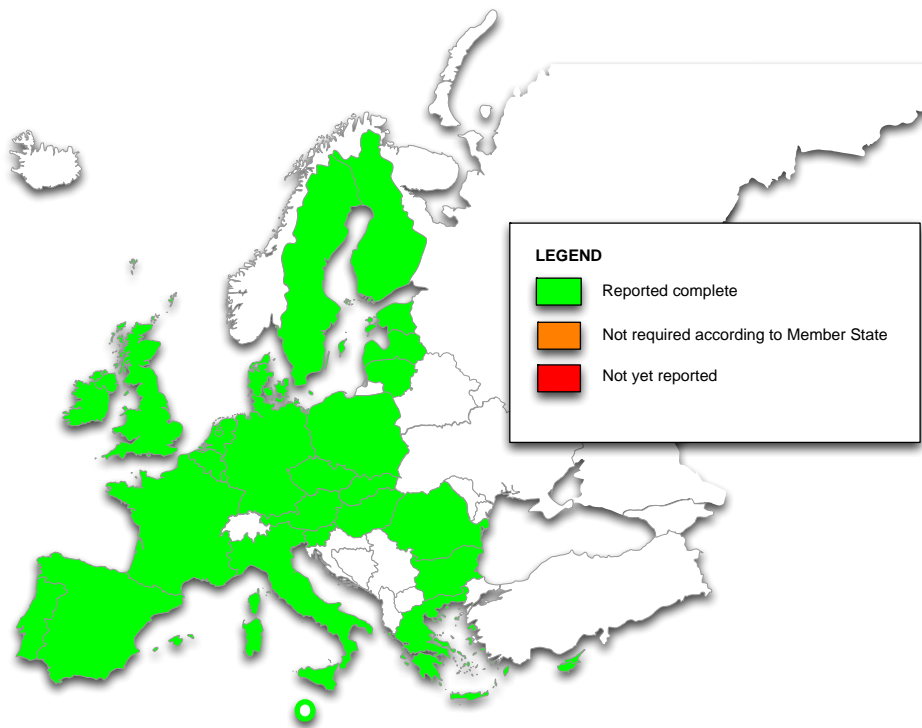 LEGEND
Reported complete
Not required according to Member State
Not yet reported